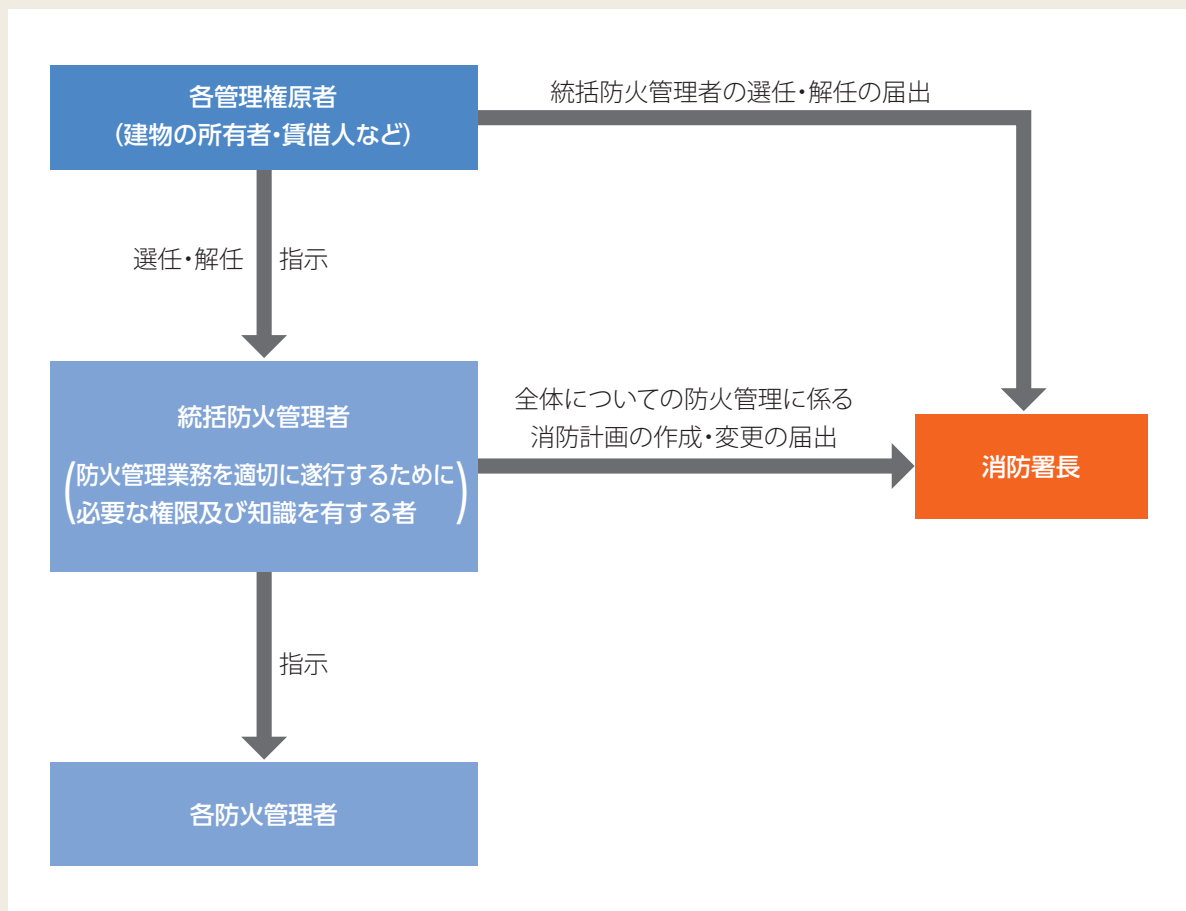 各管理権原者
（建物の所有者・賃借人など）
統括防火管理者の選任・解任の届出
選任・解任
指示
統括防火管理者
（防火管理業務を適切に遂行するために
必要な権限及び知識を有する者）
全体についての防火管理に係る
消防計画の作成・変更の届出
消防署長
指示
各防火管理者